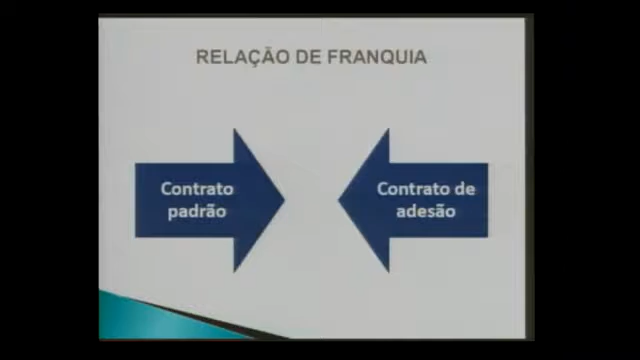 RELAÇÃO DE FRANQUIA
Contrato
padrão
Contrato de
adesão